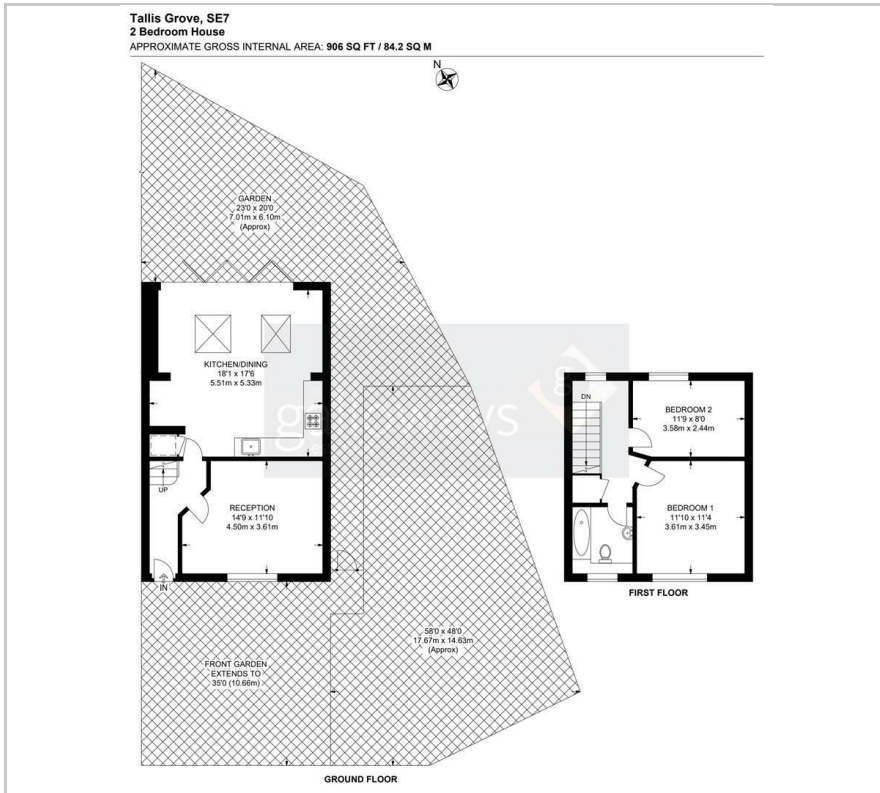 Tallis Grove, SE7
2 Bedroom House
APPROXIMATE GROSS INTERNAL AREA: 906 SQ FT / 84.2 SQ M
N
GARDEN
23'0 x 20'0
7.01m x 6.10m
(Approx)
KITCHEN/DINING
18'1 x 17'6
5.51m x 5.33m
UP
RECEPTION
14'9 x 11'10
4.50m x 3.61m
IN
FRONT GARDEN
EXTENDS TO
35'0 (10.66m)
58'0 x 48'0
17.67m x 14.63m
(Approx)
GROUND FLOOR
DN
BEDROOM 2
11'9 x 8'0
3.58m x 2.44m
BEDROOM 1
11'10 x 11'4
3.61m x 3.45m
FIRST FLOOR